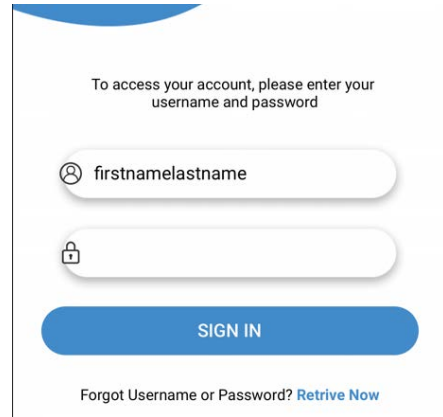 To access your account, please enter your
username and password
firstnamelastname
SIGN IN
Forgot Username or Password? Retrive Now